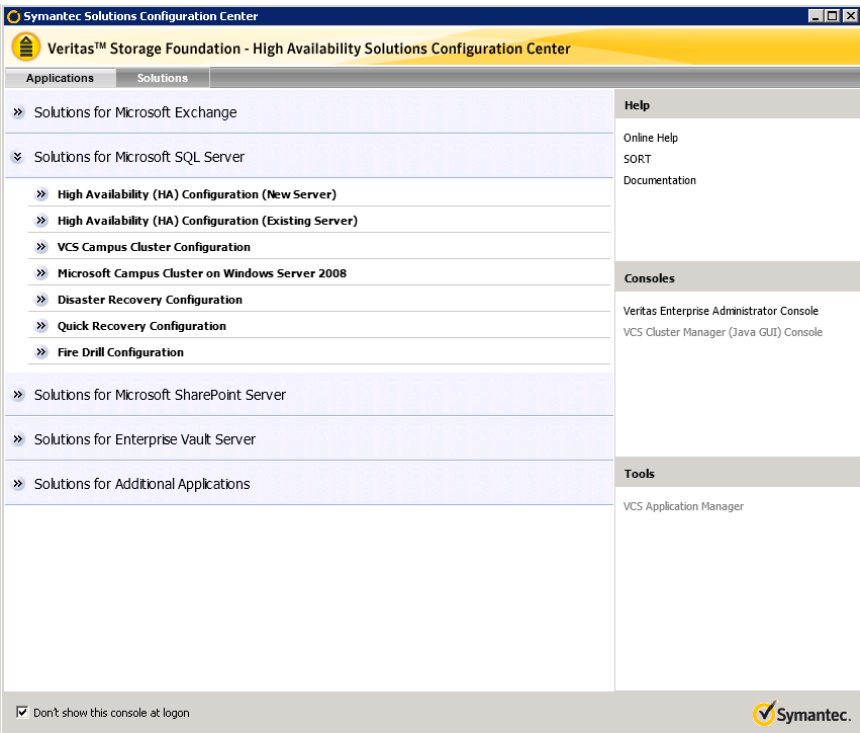 Symantec Solutions Configuration Center
Veritas™ Storage Foundation - High Availability Solutions Configuration Center
Applications
Solutions
Solutions for Microsoft Exchange
Solutions for Microsoft SQL Server
High Availability (HA) Configuration (New Server)
High Availability (HA) Configuration (Existing Server)
VCS Campus Cluster Configuration
Microsoft Campus Cluster on Windows Server 2008
Disaster Recovery Configuration
Quick Recovery Configuration
Fire Drill Configuration
Solutions for Microsoft SharePoint Server
Solutions for Enterprise Vault Server
Solutions for Additional Applications
Help
Online Help
SORT
Documentation
Consoles
Veritas Enterprise Administrator Console
VCS Cluster Manager (Java GUI) Console
Tools
VCS Application Manager
Don't show this console at logon
Symantec.